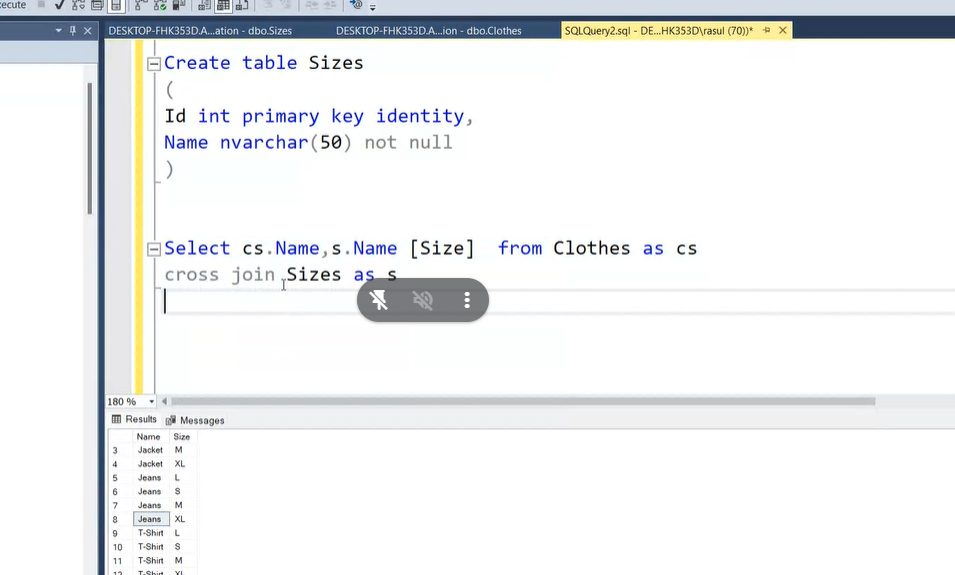 ecute
DESKTOP-FHK353D.A...ation - dbo.Sizes
DESKTOP-FHK353D.A...ion - dbo.Clothes
SQLQuery2.sql - DE...HK353D\rasul (70))*
Create table Sizes
(
Id int primary key identity,
Name nvarchar(50) not null
)
Select cs.Name,s.Name [Size]  from Clothes as cs
cross join Sizes as s
180 %
Results
Messages
Name Size
3 Jacket M
4 Jacket XL
5 Jeans L
6 Jeans S
7 Jeans M
8 Jeans XL
9 T-Shirt L
10 T-Shirt S
11 T-Shirt M
12 T-Shirt XL